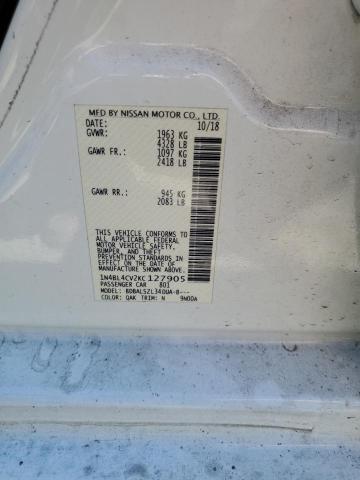 MFD BY NISSAN MOTOR CO., LTD.
DATE: 10/18
GVWR: 1963 KG
4328 LB
GAWR FR.: 1097 KG
2418 LB
GAWR RR.: 945 KG
2083 LB
THIS VEHICLE CONFORMS TO
ALL APPLICABLE FEDERAL
MOTOR VEHICLE SAFETY,
BUMPER, AND THEFT PREVENTION
STANDARDS IN EFFECT ON THE DATE
OF MANUFACTURE SHOWN ABOVE.
1N4BL4CV2KC127905
PASSENGER CAR 801
MODEL:
COLOR: QAK TRIM: N